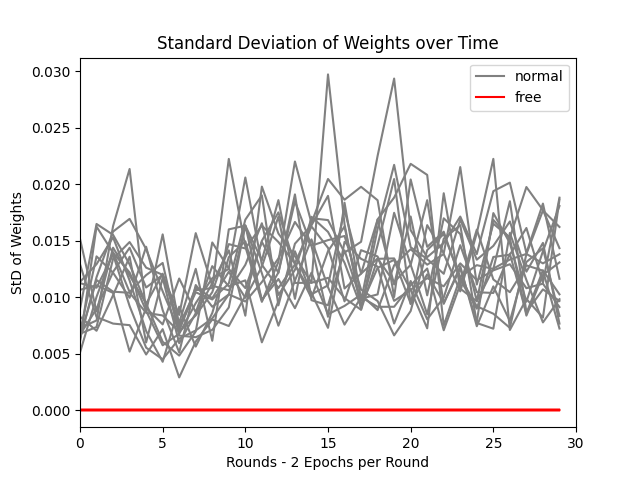 Standard Deviation of Weights over Time
StD of Weights
0.030
0.025
0.020
0.015
0.010
0.005
0.000
normal
free
0 5 10 15 20 25 30
Rounds - 2 Epochs per Round